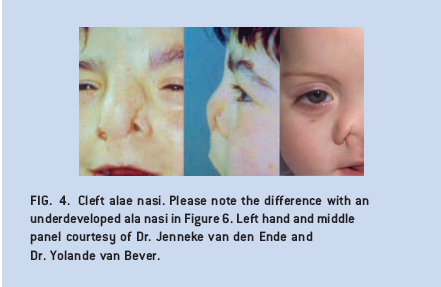 FIG. 4. Cleft alae nasi. Please note the difference with an
underdeveloped ala nasi in Figure 6. Left hand and middle
panel courtesy of Dr. Jenneke van den Ende and
Dr. Yolande van Bever.